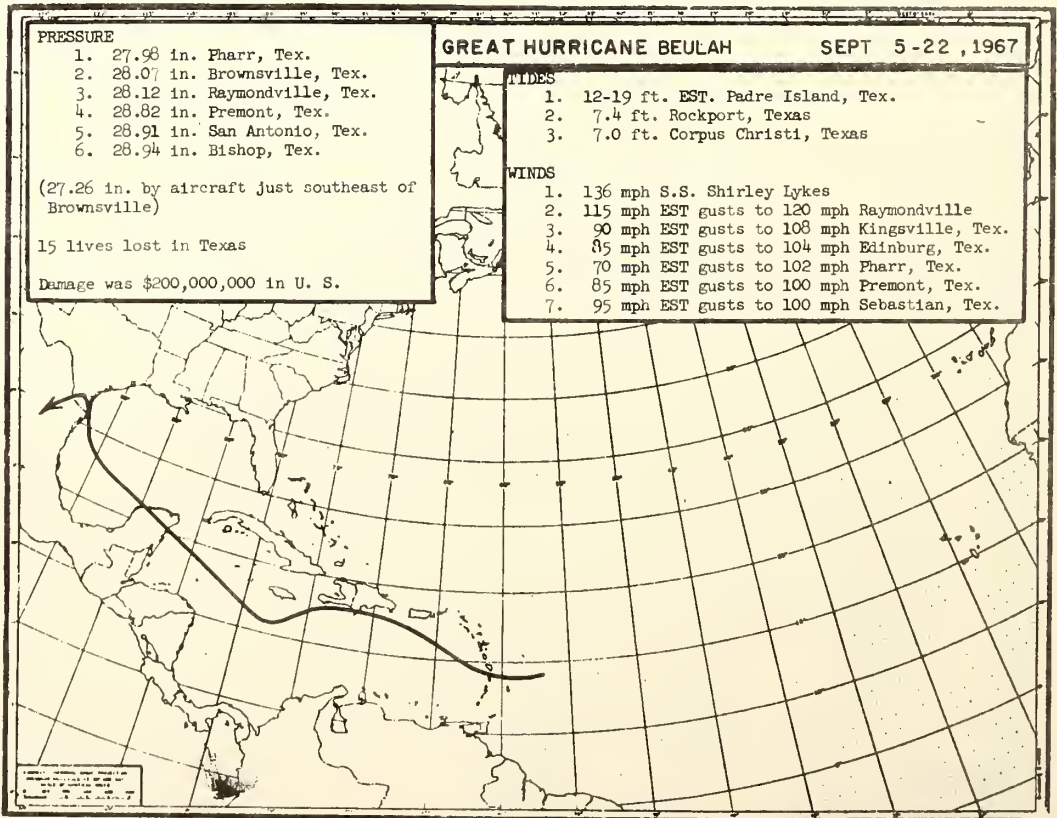 GREAT HURRICANE BEULAH SEPT 5-22, 1967
PRESSURE
1. 27.98 in. Pharr, Tex.
2. 28.07 in. Brownsville, Tex.
3. 28.12 in. Raymondville, Tex.
4. 28.82 in. Premont, Tex.
5. 28.91 in. San Antonio, Tex.
6. 28.94 in. Bishop, Tex.
(27.26 in. by aircraft just southeast of
Brownsville)
15 lives lost in Texas
Damage was $200,000,000 in U. S.
TIDES
1. 12-19 ft. EST. Padre Island, Tex.
2. 7.4 ft. Rockport, Texas
3. 7.0 ft. Corpus Christi, Texas
WINDS
1. 136 mph S.S. Shirley Lykes
2. 115 mph EST gusts to 120 mph Raymondville
3. 90 mph EST gusts to 108 mph Kingsville, Tex.
4. 85 mph EST gusts to 104 mph Edinburg, Tex.
5. 70 mph EST gusts to 102 mph Pharr, Tex.
6. 85 mph EST gusts to 100 mph Premont, Tex.
7. 95 mph EST gusts to 100 mph Sebastian, Tex.